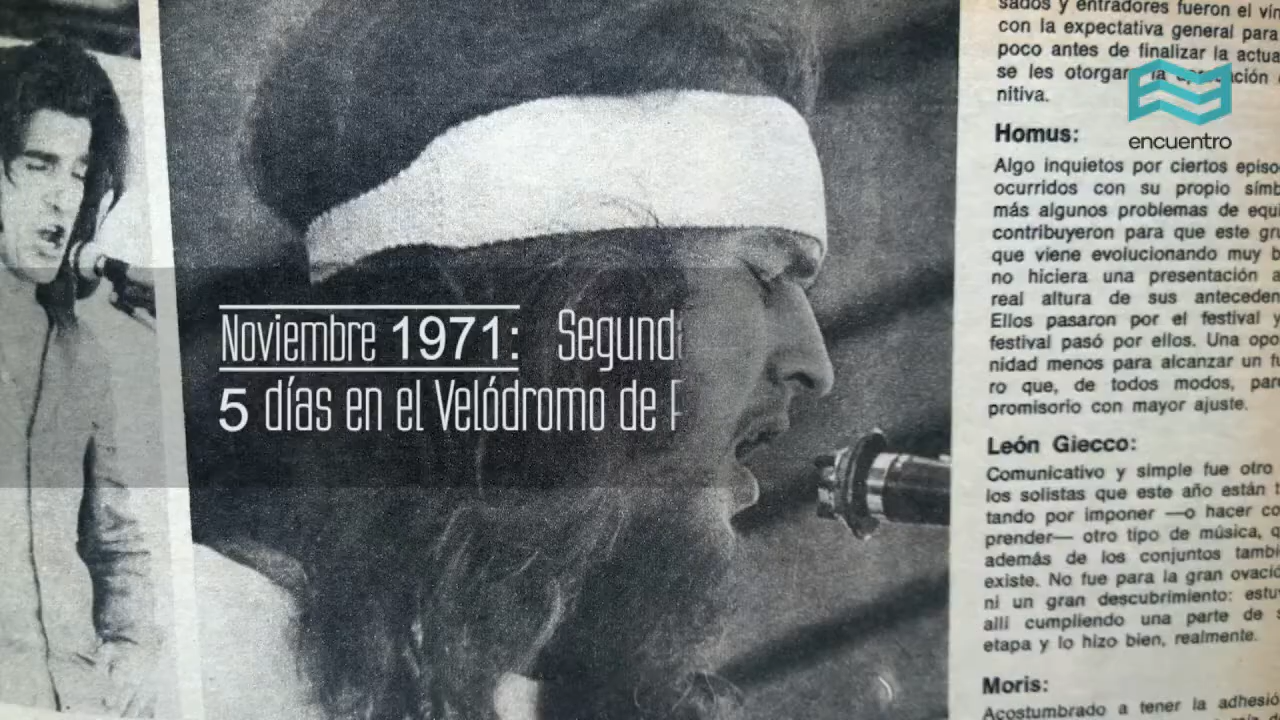 Noviembre 1971: Segund
5 días en el Velódromo de
sados y entradores fueron el
con la expectativa general para
poco antes de finalizar la
se les la
nitiva.
encuentro
Homus:
Algo inquietos por ciertos
ocurridos con su propio
más algunos problemas de
contribuyeron para que este
que viene evolucionando muy
no hiciera una presentación
real altura de sus
Ellos pasaron por el festival y
festival pasó por ellos. Una
nidad menos para alcanzar un
ro que, de todos modos,
promisorio con mayor ajuste.
León Giecco:
Comunicativo y simple fue otro
los solistas que este año están
tando por imponer —o hacer
prender— otro tipo de música,
además de los conjuntos
existe. No fue para la gran
ni un gran descubrimiento:
allí cumpliendo una parte de
etapa y lo hizo bien, realmente.
Moris:
Acostumbrado a tener la